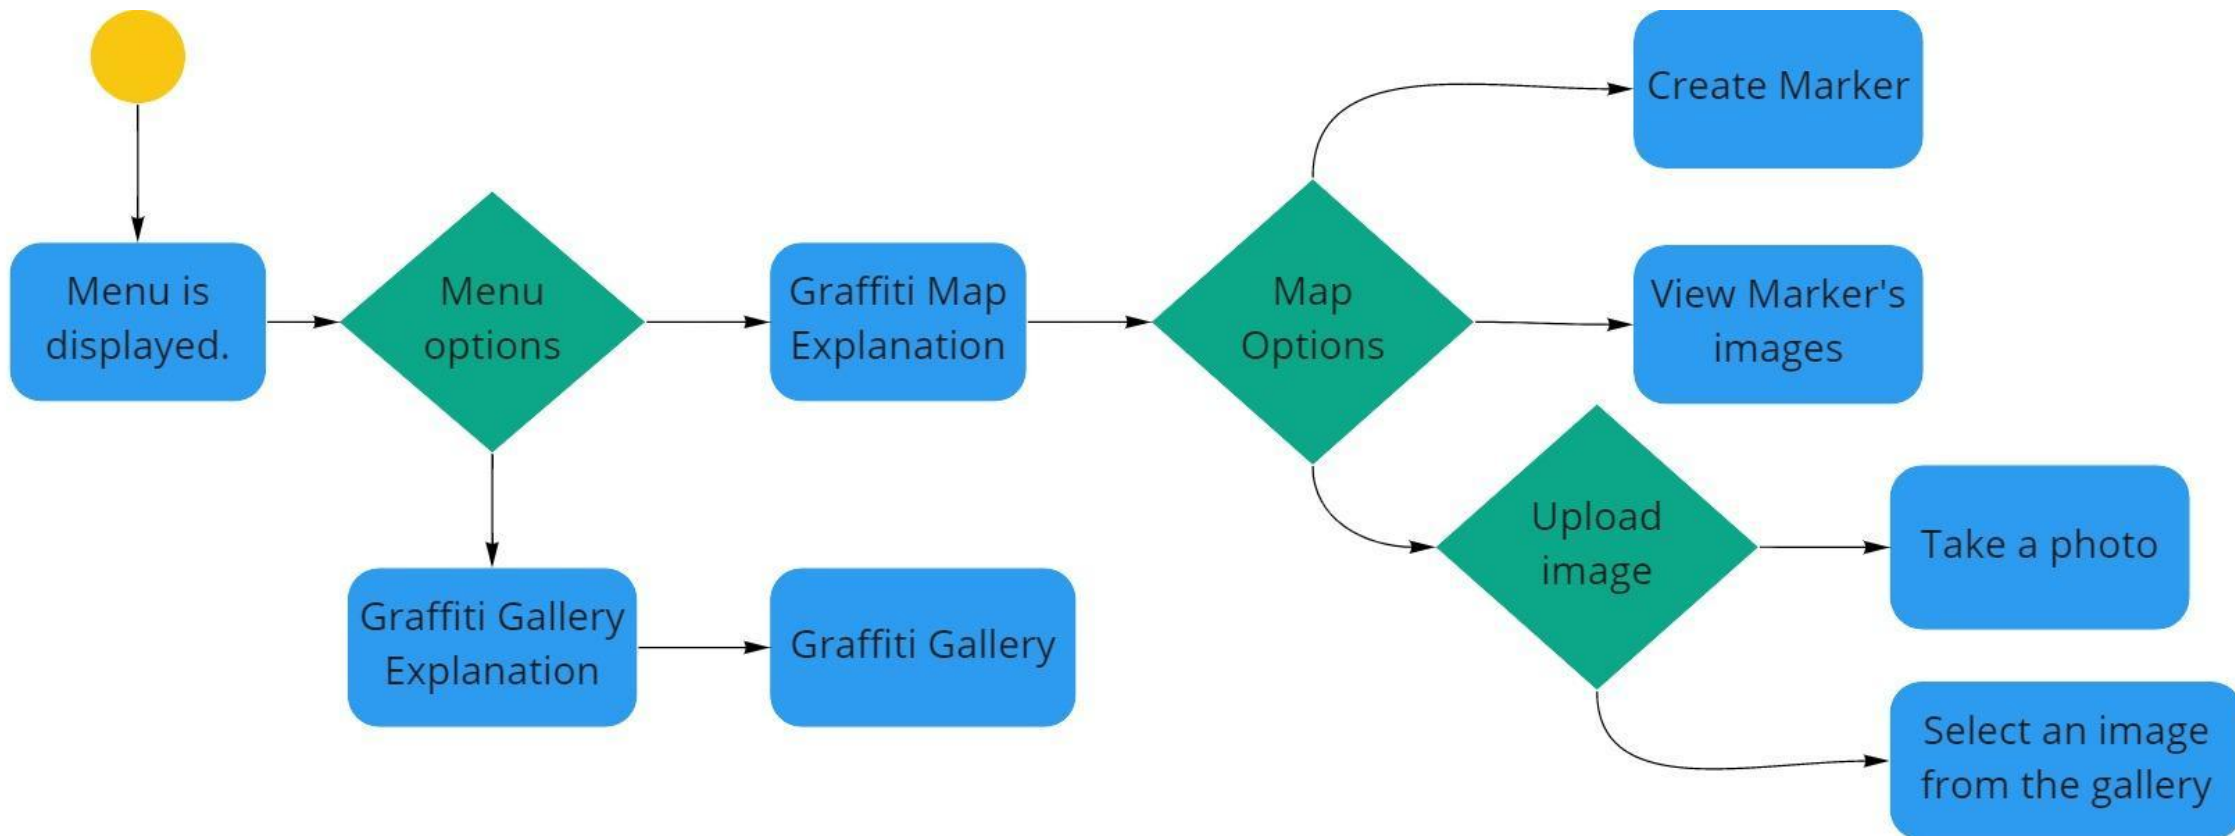 Menu is
displayed.
Menu
options
Graffiti Map
Explanation
Map
Options
Create Marker
View Marker's
images
Upload
image
Take a photo
Select an image
from the gallery
Graffiti Gallery
Explanation
Graffiti Gallery